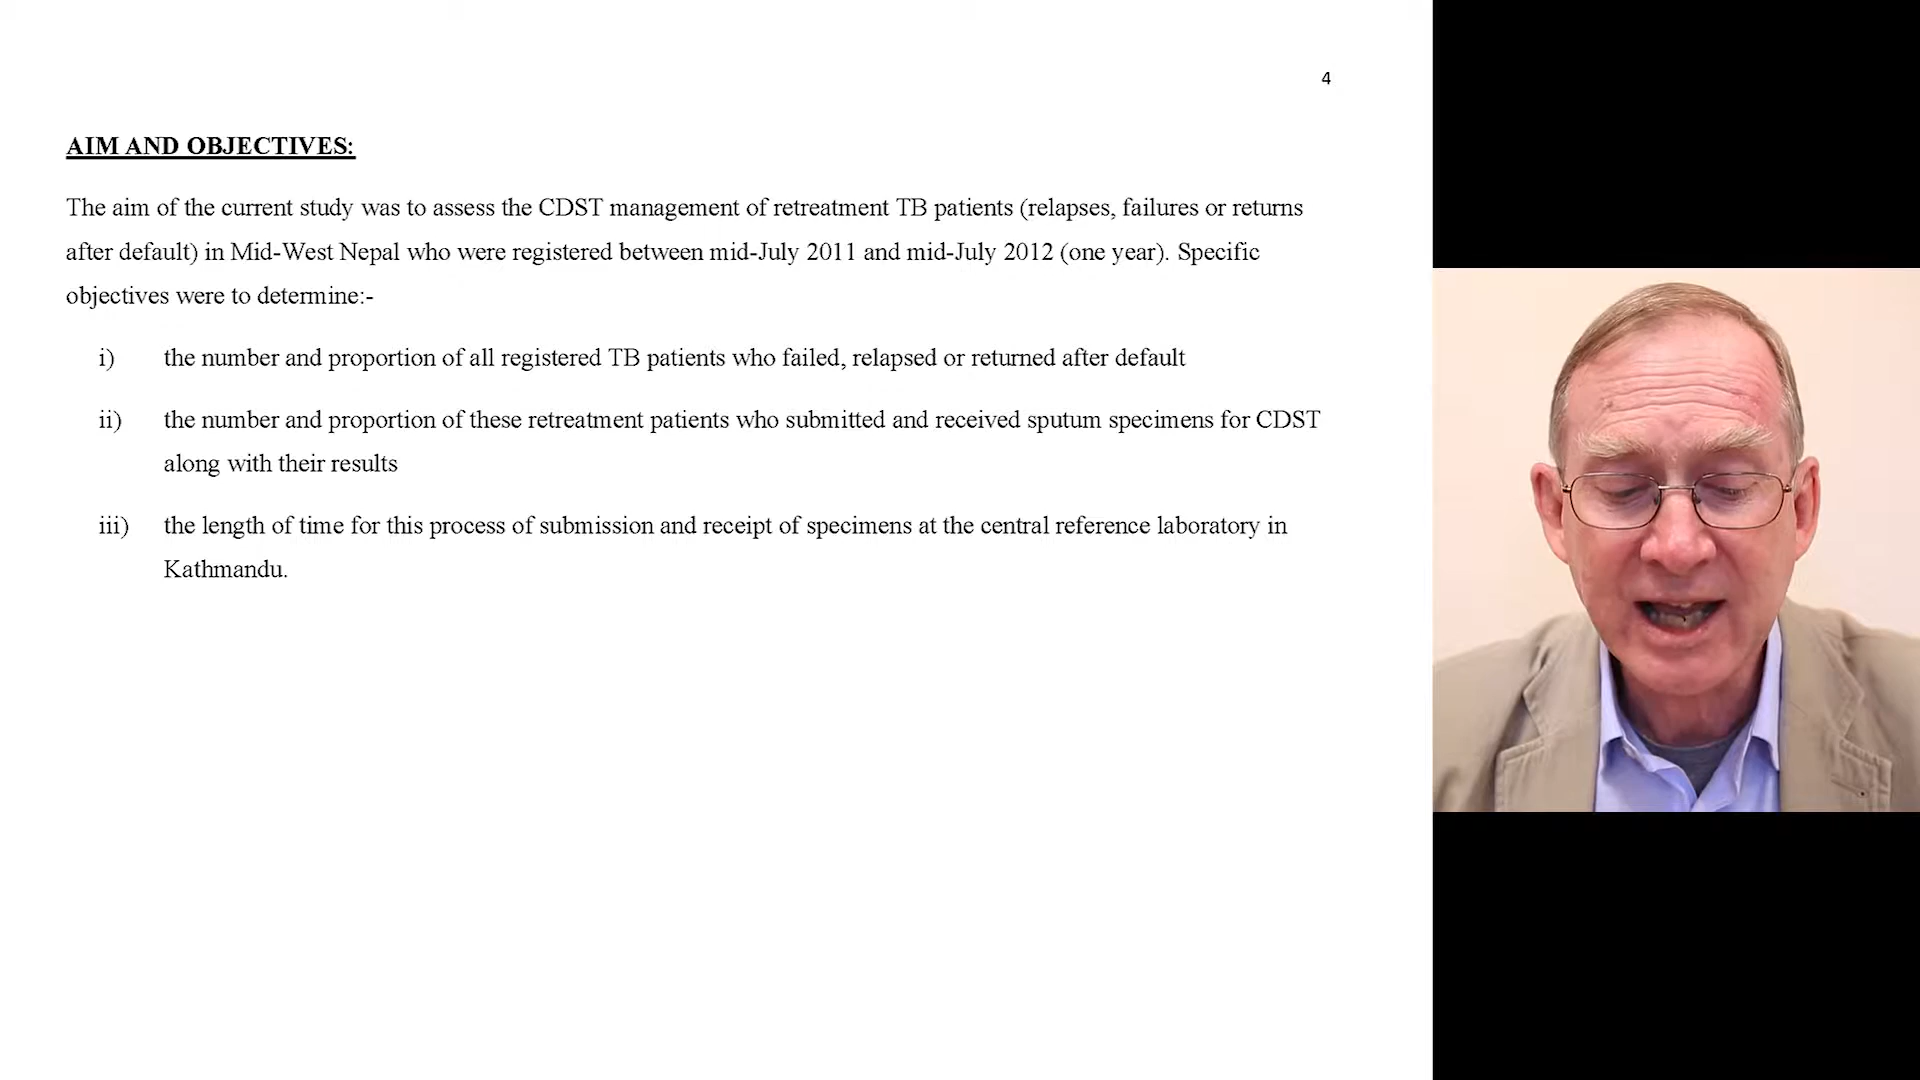 4
AIM AND OBJECTIVES:
The aim of the current study was to assess the CDST management of retreatment TB patients (relapses, failures or returns
after default) in Mid-West Nepal who were registered between mid-July 2011 and mid-July 2012 (one year). Specific
objectives were to determine:-
i) the number and proportion of all registered TB patients who failed, relapsed or returned after default
ii) the number and proportion of these retreatment patients who submitted and received sputum specimens for CDST
along with their results
iii) the length of time for this process of submission and receipt of specimens at the central reference laboratory in
Kathmandu.